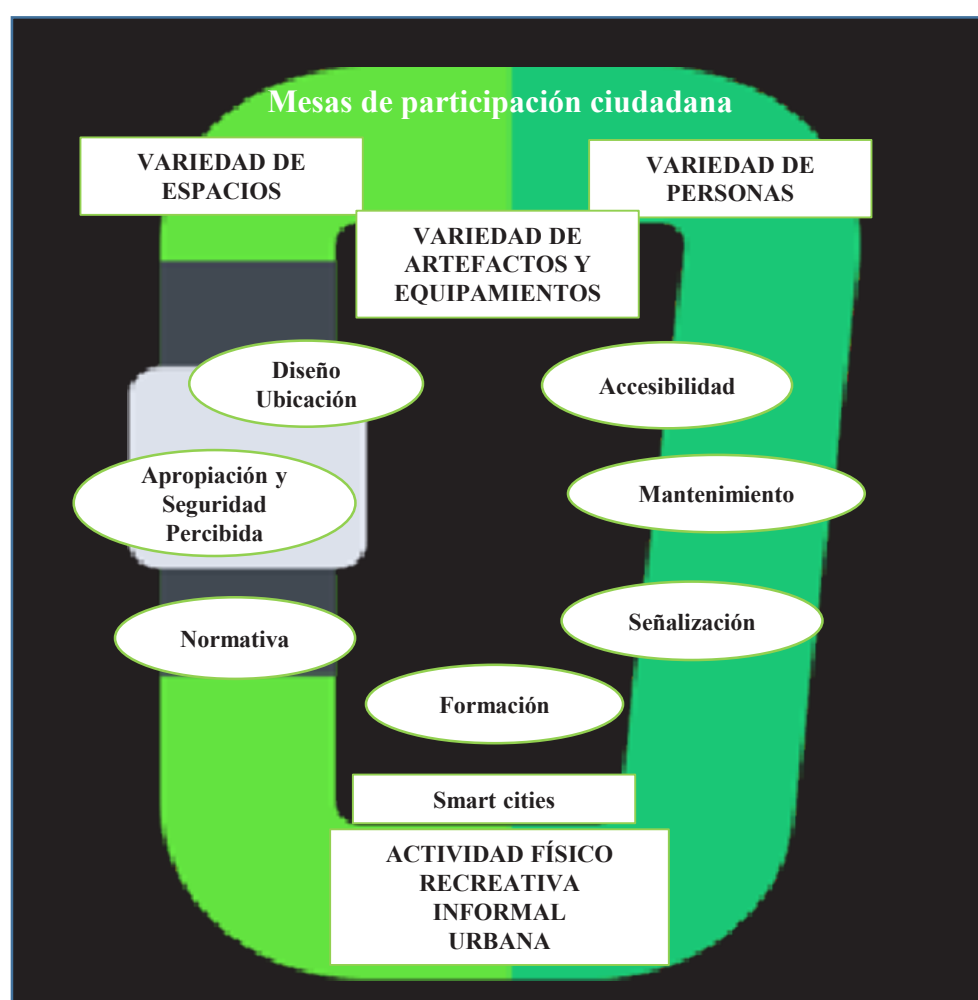 Mesas de participación ciudadana
VARIEDAD DE
ESPACIOS
VARIEDAD DE
PERSONAS
VARIEDAD DE
ARTEFACTOS Y
EQUIPAMIENTOS
Diseño
Ubicación
Accesibilidad
Apropiación y
Seguridad
Percibida
Mantenimiento
Normativa
Señalización
Formación
Smart cities
ACTIVIDAD FÍSICO
RECREATIVA
INFORMAL
URBANA